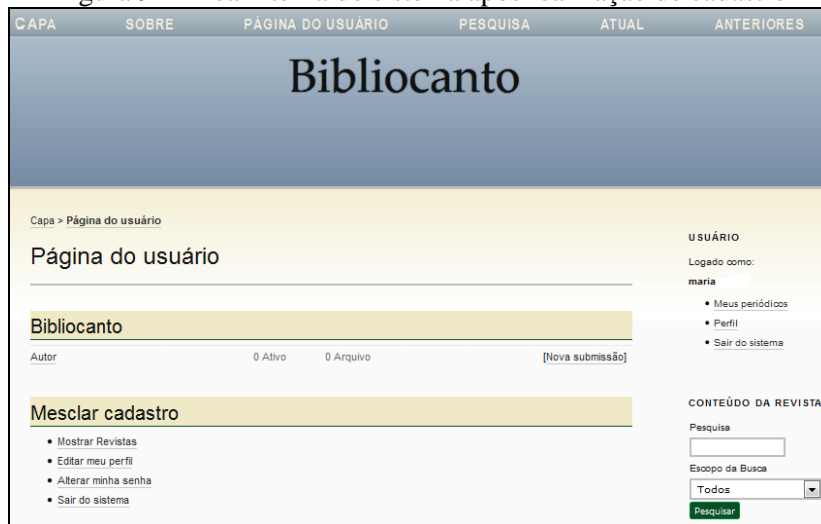 CAPA SOBRE PÁGINA DO USUÁRIO PESQUISA ATUAL ANTERIORES
Bibliocanto
Capa > Página do usuário
Página do usuário
Bibliocanto
Autor 0 Ativo 0 Arquivo [Nova submissão]
Mesclar cadastro
• Mostrar Revistas
• Editar meu perfil
• Alterar minha senha
• Sair do sistema
USUÁRIO
Logado como:
maria
• Meus periódicos
• Perfil
• Sair do sistema
CONTEÚDO DA REVISTA
Pesquisa
Escopo da Busca
Todos
Pesquisar